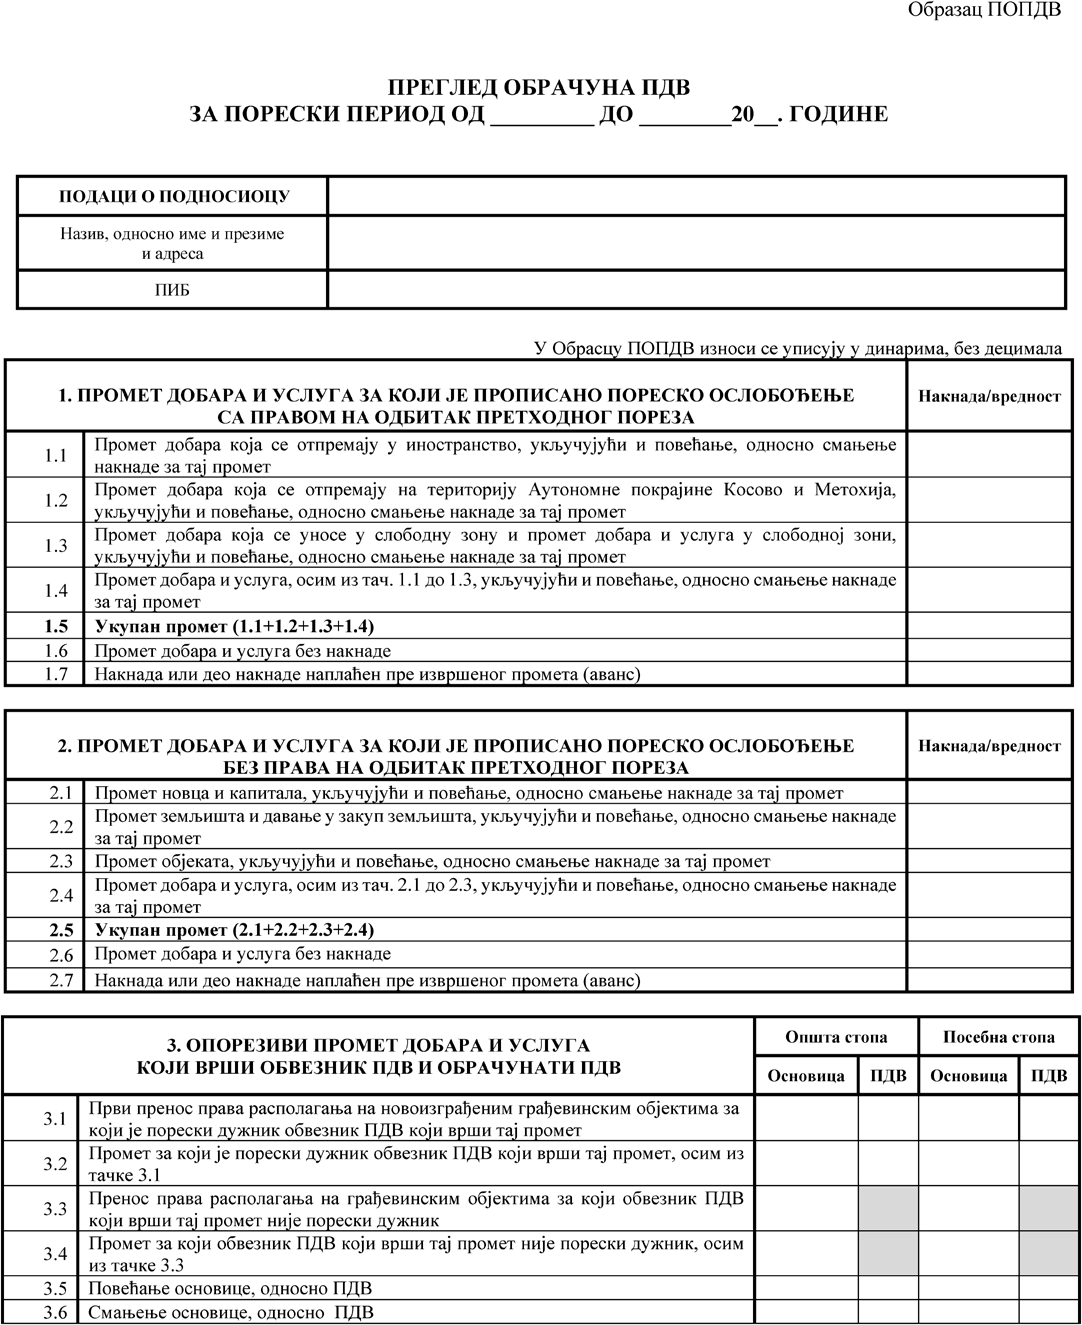 Образац ПОПДВ
ПРЕГЛЕД ОБРАЧУНА ПДВ
ЗА ПОРЕСКИ ПЕРИОД ОД _________ ДО ________20__. ГОДИНЕ
ПОДАЦИ О ПОДНОСИОЦУ
Назив, односно име и презиме
и адреса
ПИБ
У Обрасцу ПОПДВ износи се уписују у динарима, без децимала
1. ПРОМЕТ ДОБАРА И УСЛУГА ЗА КОЈИ ЈЕ ПРОПИСАНО ПОРЕСКО ОСЛОБОЂЕЊЕ
СА ПРАВОМ НА ОДБИТАК ПРЕТХОДНОГ ПОРЕЗА
Накнада/вредност
1.1 Промет добара која се отпремају у иностранство, укључујући и повећање, односно смањење
накнаде за тај промет
1.2 Промет добара која се отпремају на територију Аутономне покрајине Косово и Метохија,
укључујући и повећање, односно смањење накнаде за тај промет
1.3 Промет добара која се уносе у слободну зону и промет добара и услуга у слободној зони,
укључујући и повећање, односно смањење накнаде за тај промет
1.4 Промет добара и услуга, осим из тач. 1.1 до 1.3, укључујући и повећање, односно смањење накнаде
за тај промет
1.5 Укупан промет (1.1+1.2+1.3+1.4)
1.6 Промет добара и услуга без накнаде
1.7 Накнада или део накнаде наплаћен пре извршеног промета (аванс)
2. ПРОМЕТ ДОБАРА И УСЛУГА ЗА КОЈИ ЈЕ ПРОПИСАНО ПОРЕСКО ОСЛОБОЂЕЊЕ
БЕЗ ПРАВА НА ОДБИТАК ПРЕТХОДНОГ ПОРЕЗА
Накнада/вредност
2.1 Промет новца и капитала, укључујући и повећање, односно смањење накнаде за тај промет
2.2 Промет земљишта и давање у закуп земљишта, укључујући и повећање, односно смањење накнаде
за тај промет
2.3 Промет објеката, укључујући и повећање, односно смањење накнаде за тај промет
2.4 Промет добара и услуга, осим из тач. 2.1 до 2.3, укључујући и повећање, односно смањење накнаде
за тај промет
2.5 Укупан промет (2.1+2.2+2.3+2.4)
2.6 Промет добара и услуга без накнаде
2.7 Накнада или део накнаде наплаћен пре извршеног промета (аванс)
3. ОПОРЕЗИВИ ПРОМЕТ ДОБАРА И УСЛУГА
КОЈИ ВРШИ ОБВЕЗНИК ПДВ И ОБРАЧУНАТИ ПДВ
Општа стопа Посебна стопа
Основица ПДВ Основица ПДВ
3.1 Први пренос права располагања на новоизграђеним грађевинским објектима за
који је порески дужник обвезник ПДВ који врши тај промет
3.2 Промет за који је порески дужник обвезник ПДВ који врши тај промет, осим из
тачке 3.1
3.3 Пренос права располагања на грађевинским објектима за који обвезник ПДВ
који врши тај промет није порески дужник
3.4 Промет за који обвезник ПДВ који врши тај промет није порески дужник, осим
из тачке 3.3
3.5 Повећање основице, односно ПДВ
3.6 Смањење основице, односно ПДВ